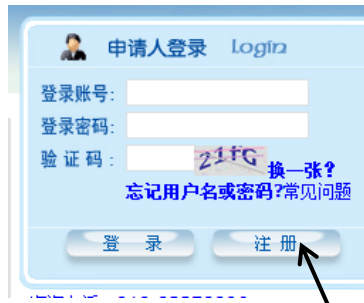 申请人登录 Login
登录账号:
登录密码:
验证码: 21fG 换一张?
忘记用户名或密码?常见问题
登录 注册